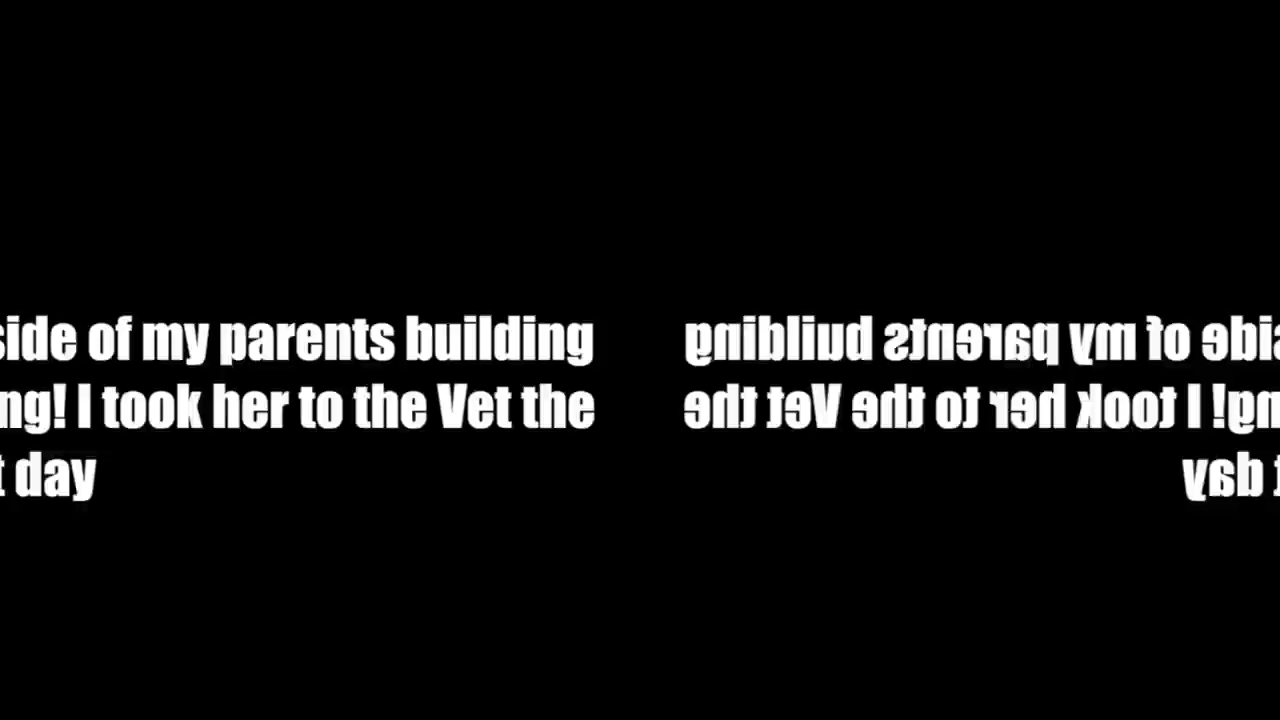 side of my parents building
ng! I took her to the Vet the
t day